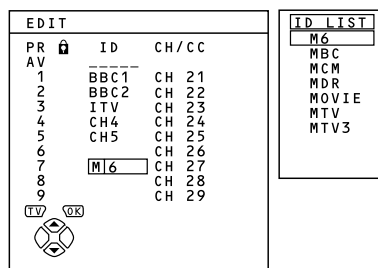 EDIT
PR ID CH/CC
AV _____
1 BBC1 CH 21
2 BBC2 CH 22
3 ITV CH 23
4 CH4 CH 24
5 CH5 CH 25
6 CH 26
7 M6 CH 27
8 CH 28
9 CH 29
TV OK
ID LIST
M6
MBC
MCM
MDR
MOVIE
MTV
MTV3